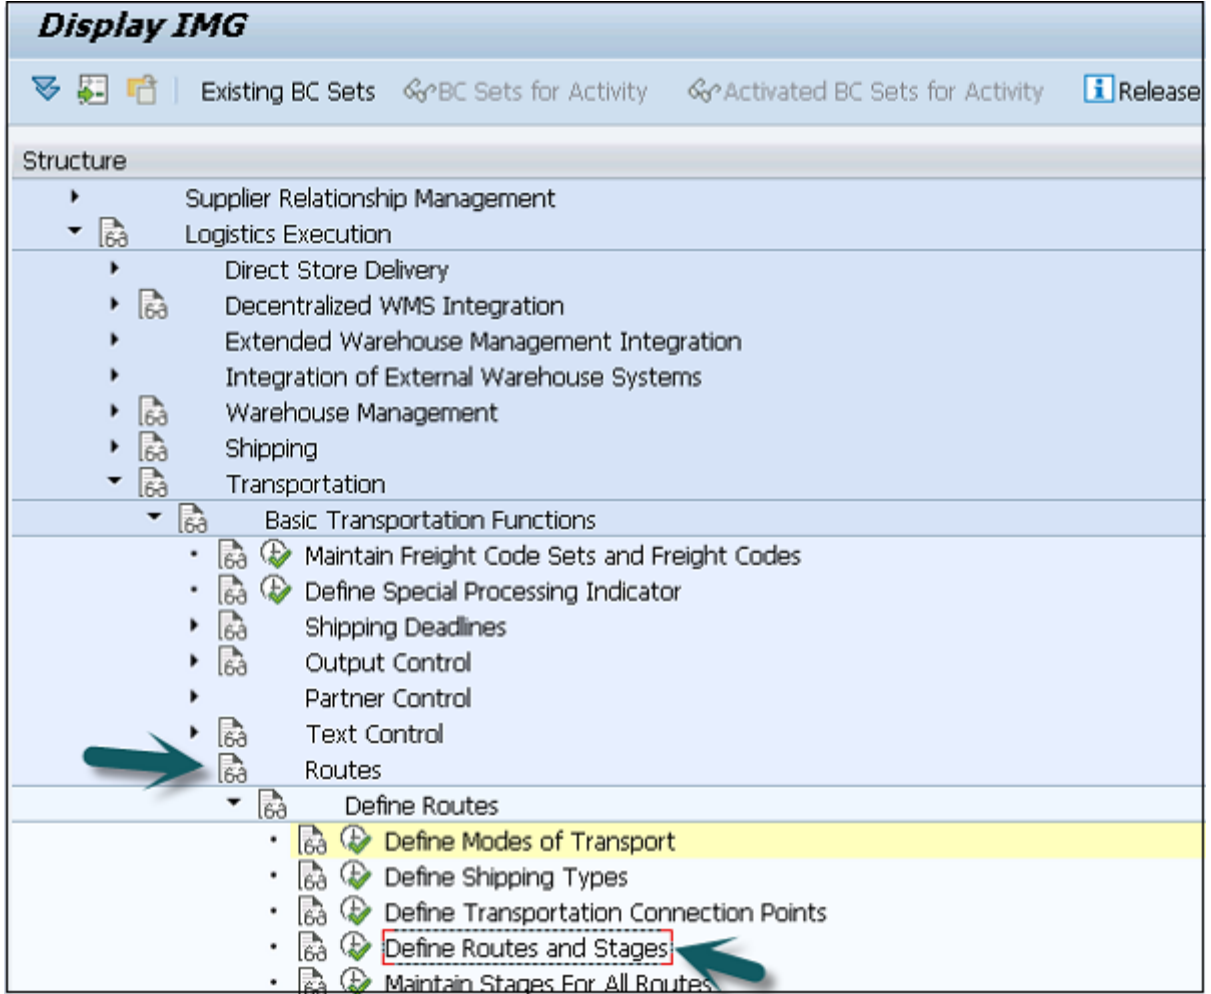 Display IMG
Existing BC Sets BC Sets for Activity Activated BC Sets for Activity Release
Structure
Supplier Relationship Management
Logistics Execution
Direct Store Delivery
Decentralized WMS Integration
Extended Warehouse Management Integration
Integration of External Warehouse Systems
Warehouse Management
Shipping
Transportation
Basic Transportation Functions
Maintain Freight Code Sets and Freight Codes
Define Special Processing Indicator
Shipping Deadlines
Output Control
Partner Control
Text Control
Routes
Define Routes
Define Modes of Transport
Define Shipping Types
Define Transportation Connection Points
Define Routes and Stages
Maintain Stages For All Routes